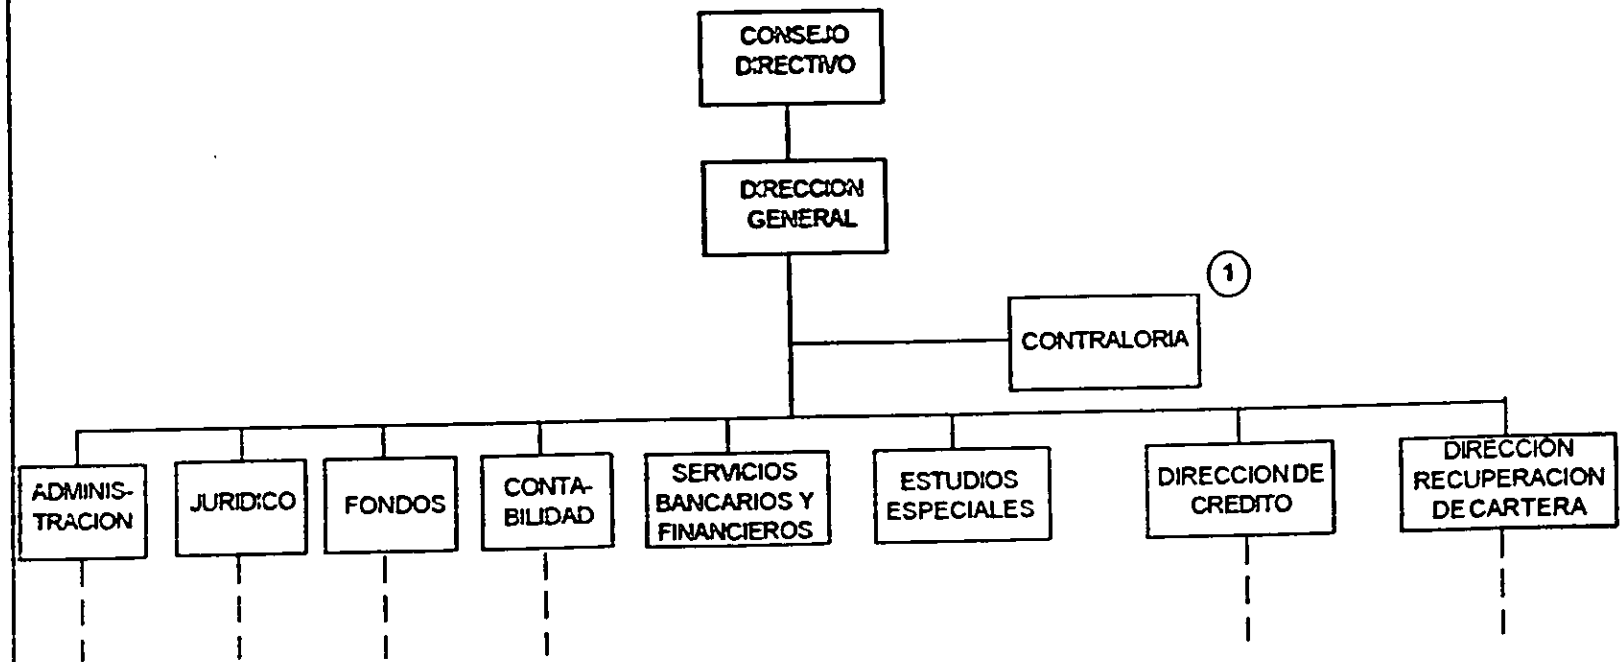 CONSEJO
DIRECTIVO
DIRECCION
GENERAL
1
CONTRALORIA
ADMINIS-
TRACION
JURIDICO
FONDOS
CONTA-
BILIDAD
SERVICIOS
BANCARIOS Y
FINANCIEROS
ESTUDIOS
ESPECIALES
DIRECCION DE
CREDITO
DIRECCIÓN
RECUPERACION
DE CARTERA